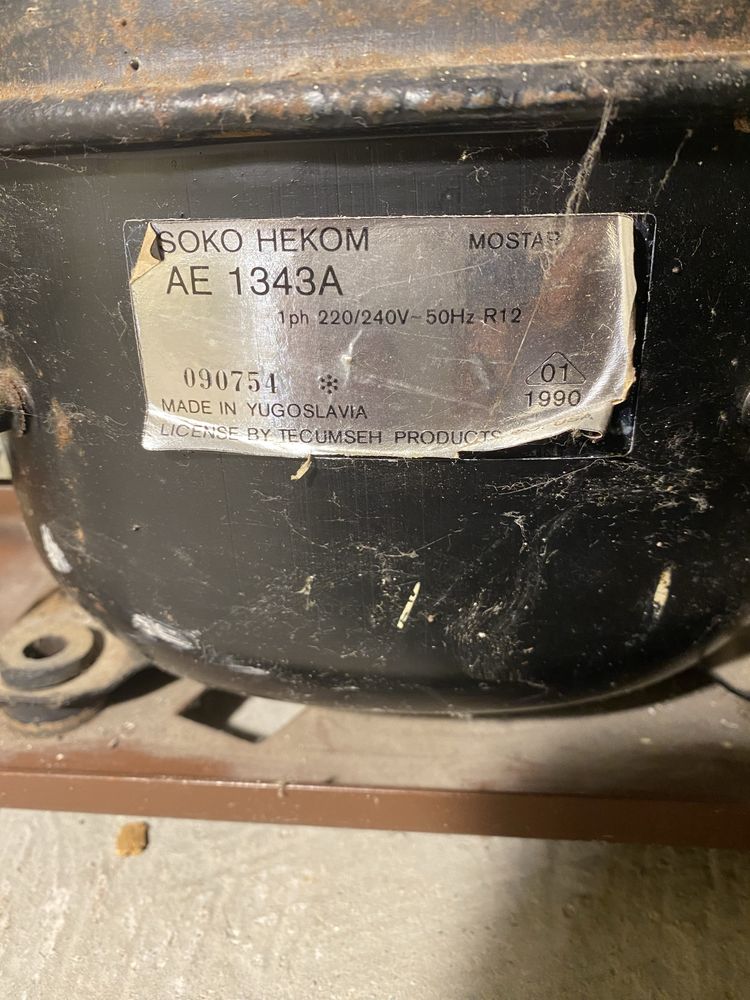 SOKO HEKOM MOSTAR
AE 1343A
1ph 220/240V~50Hz R12
090754 01
MADE IN YUGOSLAVIA 1990
LICENSE BY TECUMSEH PRODUCTS